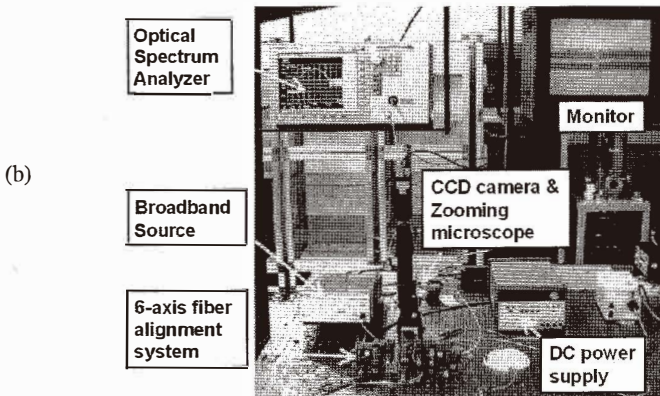 Optical
Spectrum
Analyzer
Monitor
(b)
CCD camera &
Zooming
microscope
Broadband
Source
6-axis fiber
alignment
system
DC power
supply